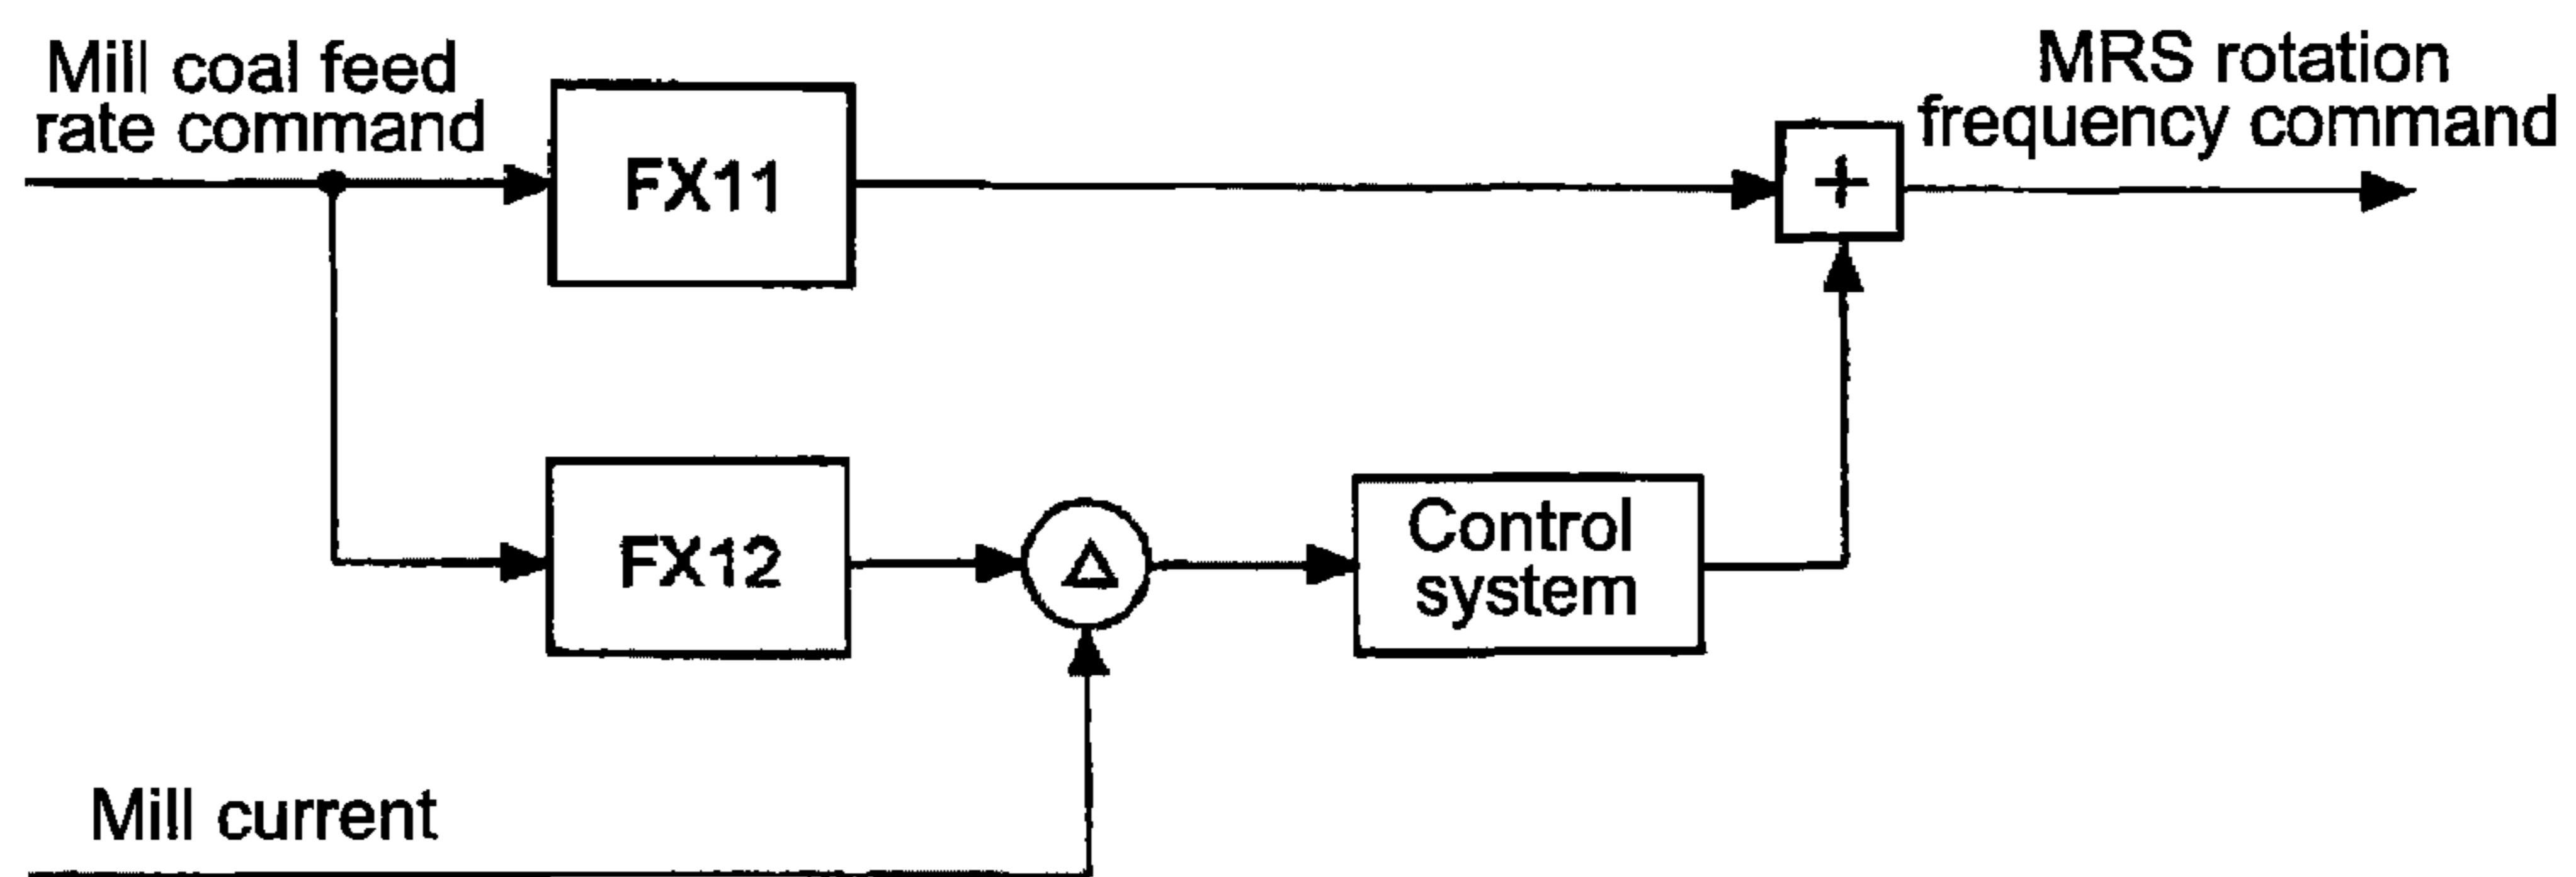 Mill coal feed
rate command
MRS rotation
frequency command
FX11
+
FX12
Δ
Control
system
Mill current